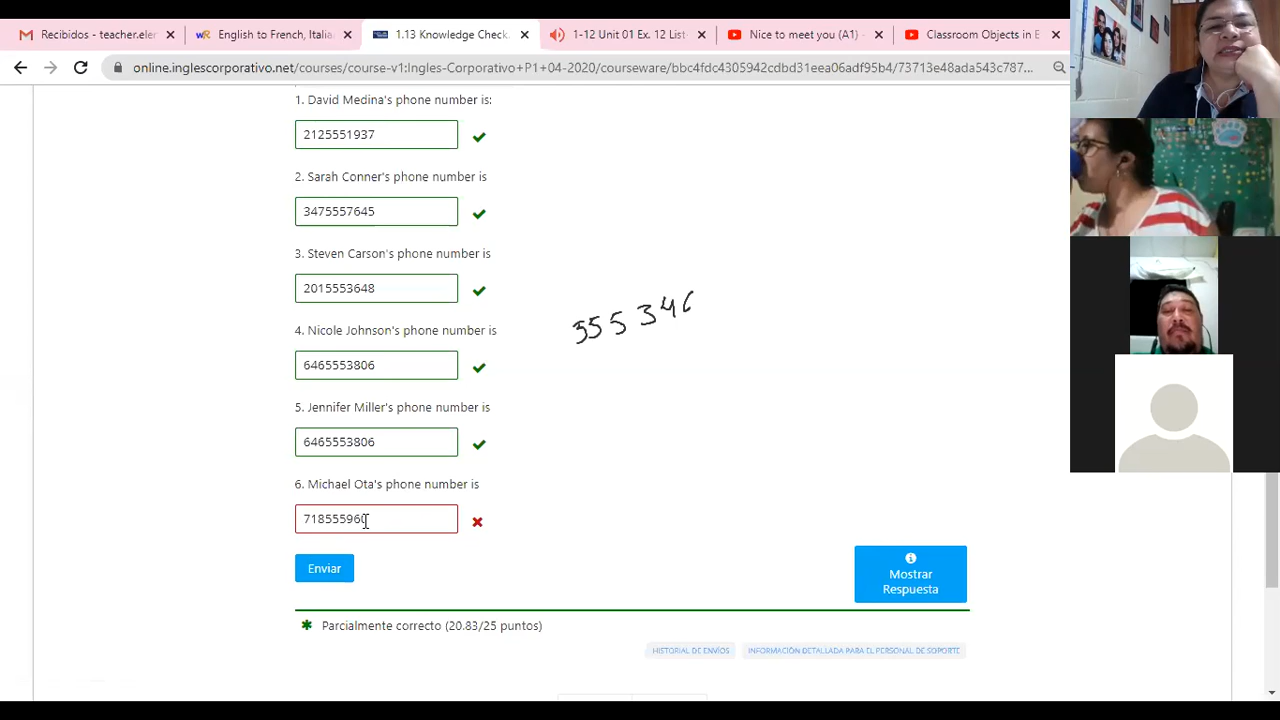 Recibidos - teacher.eler
English to French, Italia
1.13 Knowledge Check
1-12 Unit 01 Ex. 12 List
Nice to meet you (A1) -
Classroom Objects in E
online.inglescorporativo.net/courses/course-v1:Ingles-Corporativo+P1+04-2020/courseware/bbc4fdc4305942cdbd31eea06adf95b4/73713e48ada543c787...
1. David Medina's phone number is:
2125551937
2. Sarah Conner's phone number is
3475557645
3. Steven Carson's phone number is
2015553648
4. Nicole Johnson's phone number is
6465553806
5. Jennifer Miller's phone number is
6465553806
6. Michael Ota's phone number is
718555960
355 346
Enviar
Mostrar
Respuesta
Parcialmente correcto (20.83/25 puntos)
HISTORIAL DE ENVÍOS
INFORMACIÓN DETALLADA PARA EL PERSONAL DE SOPORTE